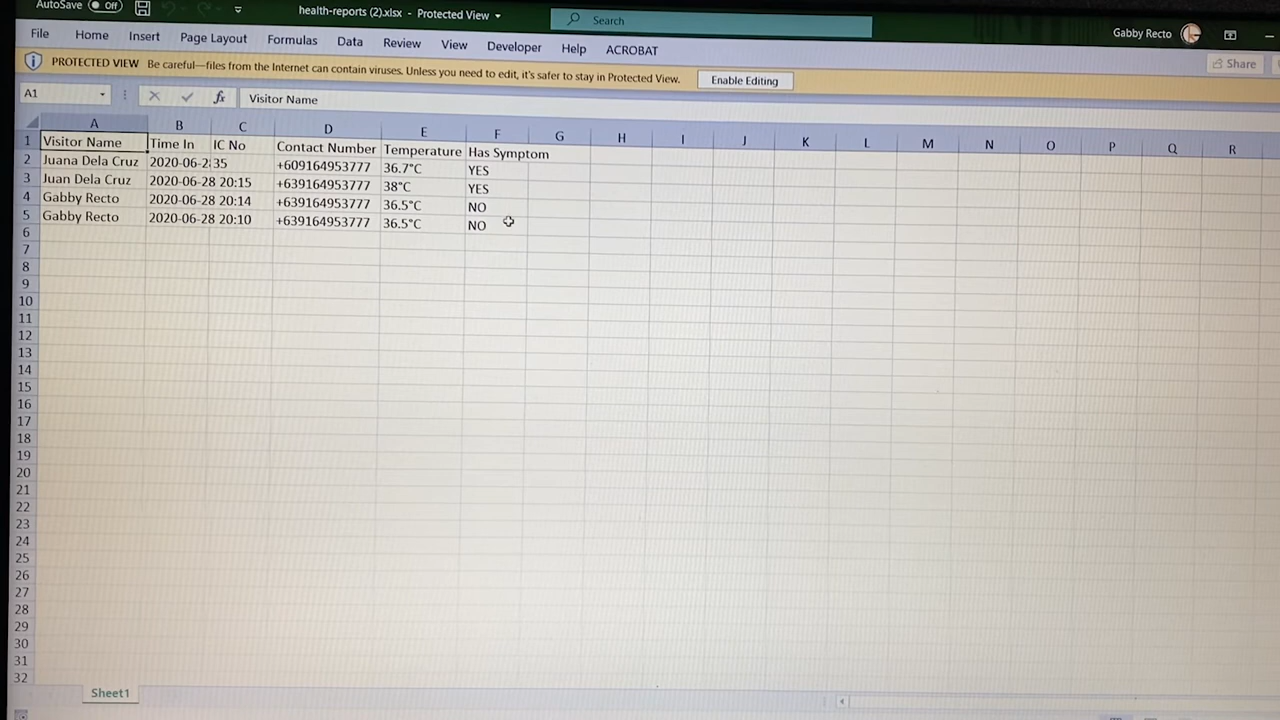 AutoSave Off health-reports (2).xlsx - Protected View Search Gabby Recto
File Home Insert Page Layout Formulas Data Review View Developer Help ACROBAT Share
PROTECTED VIEW Be careful—files from the Internet can contain viruses. Unless you need to edit, it's safer to stay in Protected View. Enable Editing
A1 fx Visitor Name
A B C D E F G H I J K L M N O P Q R
1 Visitor Name Time In IC No Contact Number Temperature Has Symptom
2 Juana Dela Cruz 2020-06-2 35 +609164953777 36.7°C YES
3 Juan Dela Cruz 2020-06-28 20:15 +639164953777 38°C YES
4 Gabby Recto 2020-06-28 20:14 +639164953777 36.5°C NO
5 Gabby Recto 2020-06-28 20:10 +639164953777 36.5°C NO
6
7
8
9
10
11
12
13
14
15
16
17
18
19
20
21
22
23
24
25
26
27
28
29
30
31
32
Sheet1